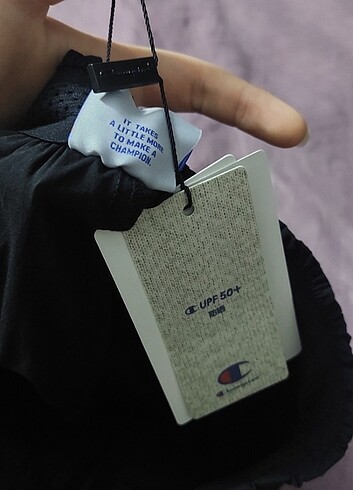 IT TAKES
A LITTLE MORE
TO MAKE A
CHAMPION.
UPF 50+